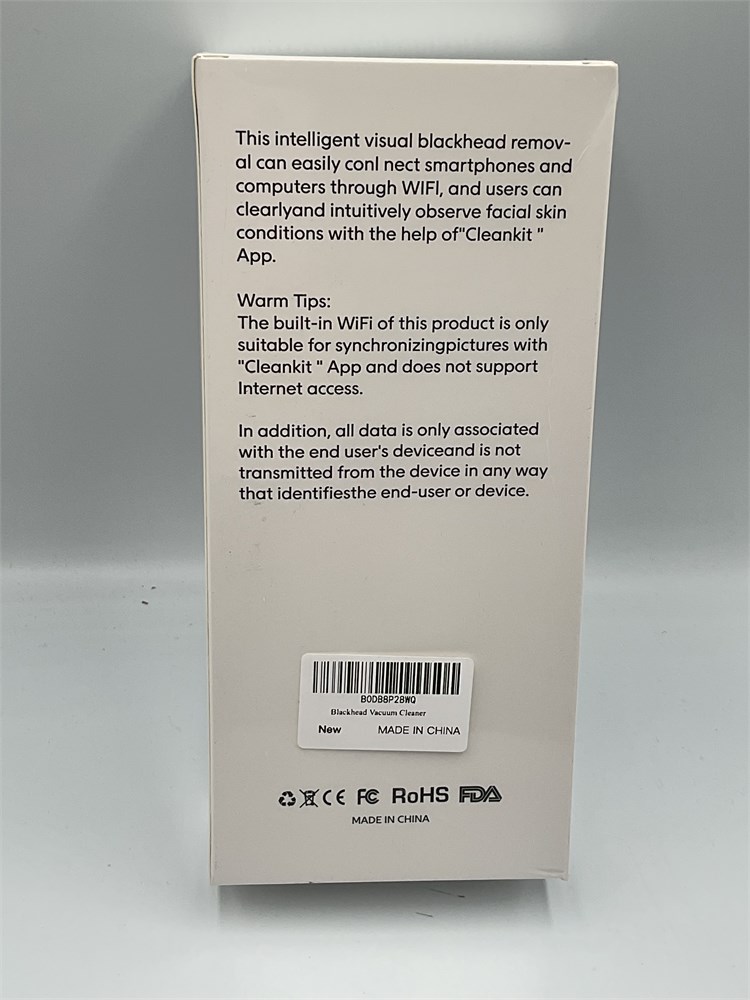 This intelligent visual blackhead remov-
al can easily conl nect smartphones and
computers through WIFI, and users can
clearlyand intuitively observe facial skin
conditions with the help of"Cleankit "
App.
Warm Tips:
The built-in WiFi of this product is only
suitable for synchronizingpictures with
"Cleankit " App and does not support
Internet access.
In addition, all data is only associated
with the end user's deviceand is not
transmitted from the device in any way
that identifiesthe end-user or device.
B0DB8P28WQ
Blackhead Vacuum Cleaner
New MADE IN CHINA
CE FC RoHS FDA
MADE IN CHINA